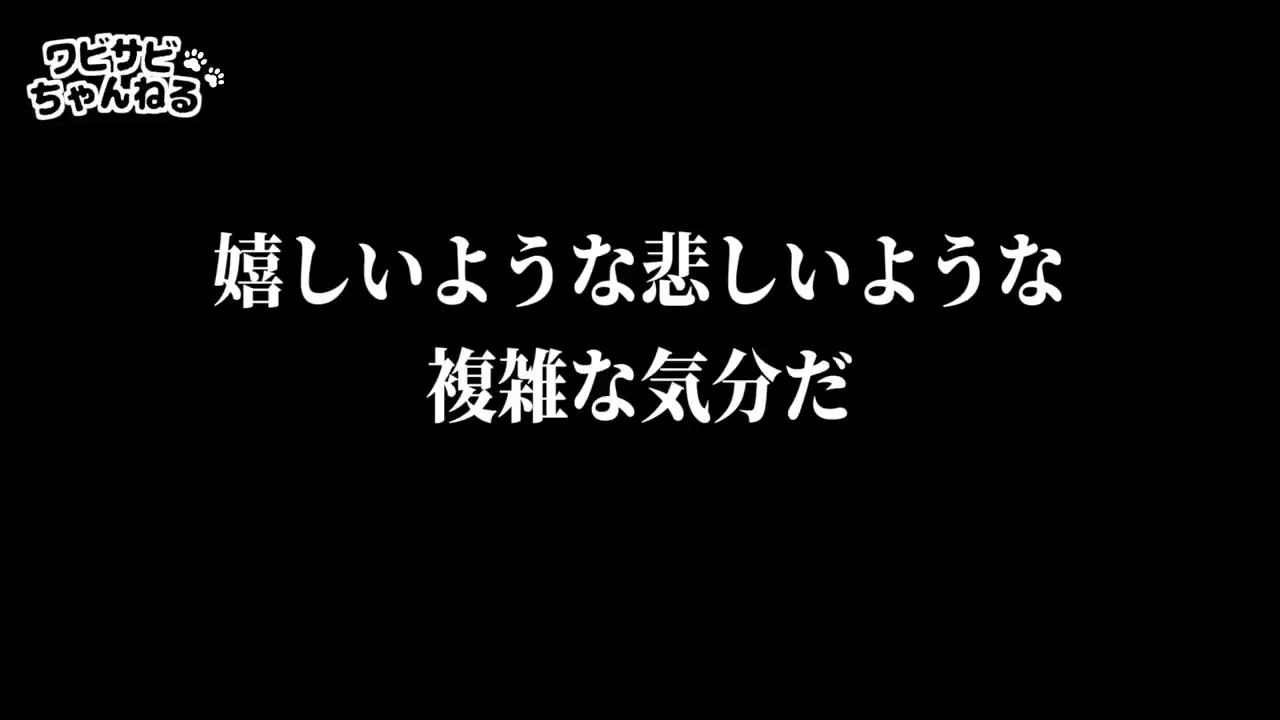 ワビサビ
ちゃんねる
嬉しいような悲しいような
複雑な気分だ